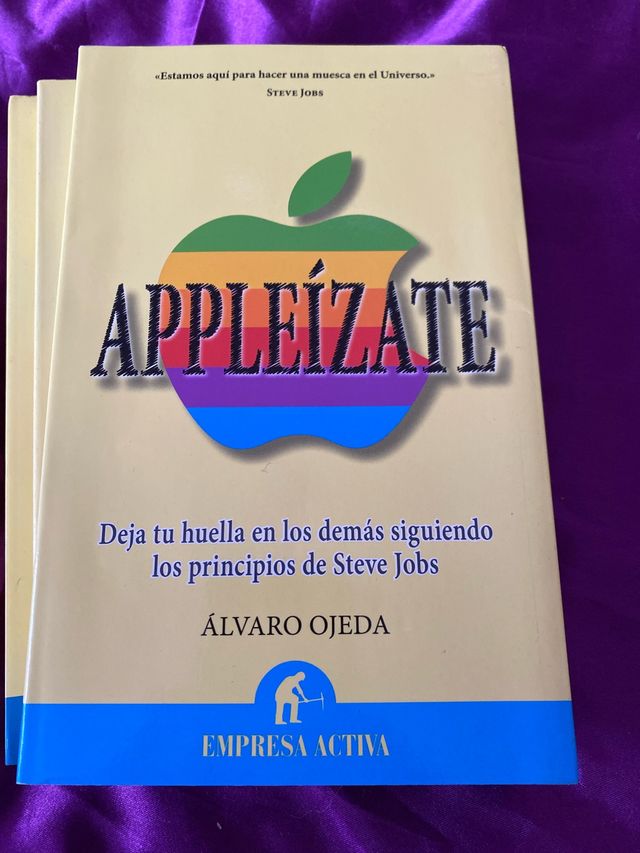 «Estamos aquí para hacer una muesca en el Universo.»
STEVE JOBS
APPLEÍZATE
Deja tu huella en los demás siguiendo
los principios de Steve Jobs
ÁLVARO OJEDA
EMPRESA ACTIVA